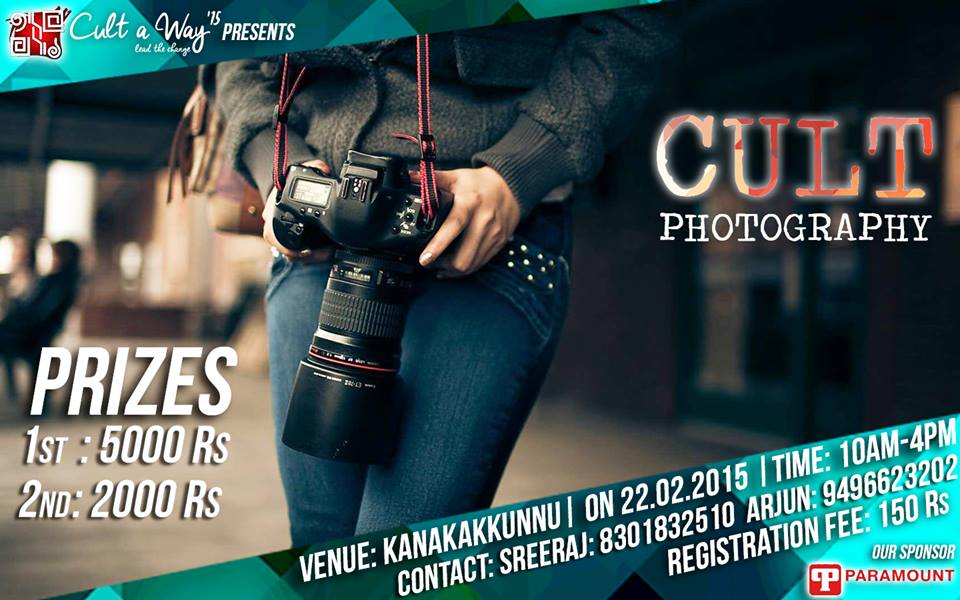 Cult a Way '15 PRESENTS
lead the change
CULT
PHOTOGRAPHY
PRIZES
1ST : 5000 RS
2ND: 2000 RS
VENUE: KANAKAKKUNNU | ON 22.02.2015 | TIME: 10AM-4PM
CONTACT: SREERAJ: 8301832510 ARJUN: 9496623202
REGISTRATION FEE: 150 RS
OUR SPONSOR
PARAMOUNT